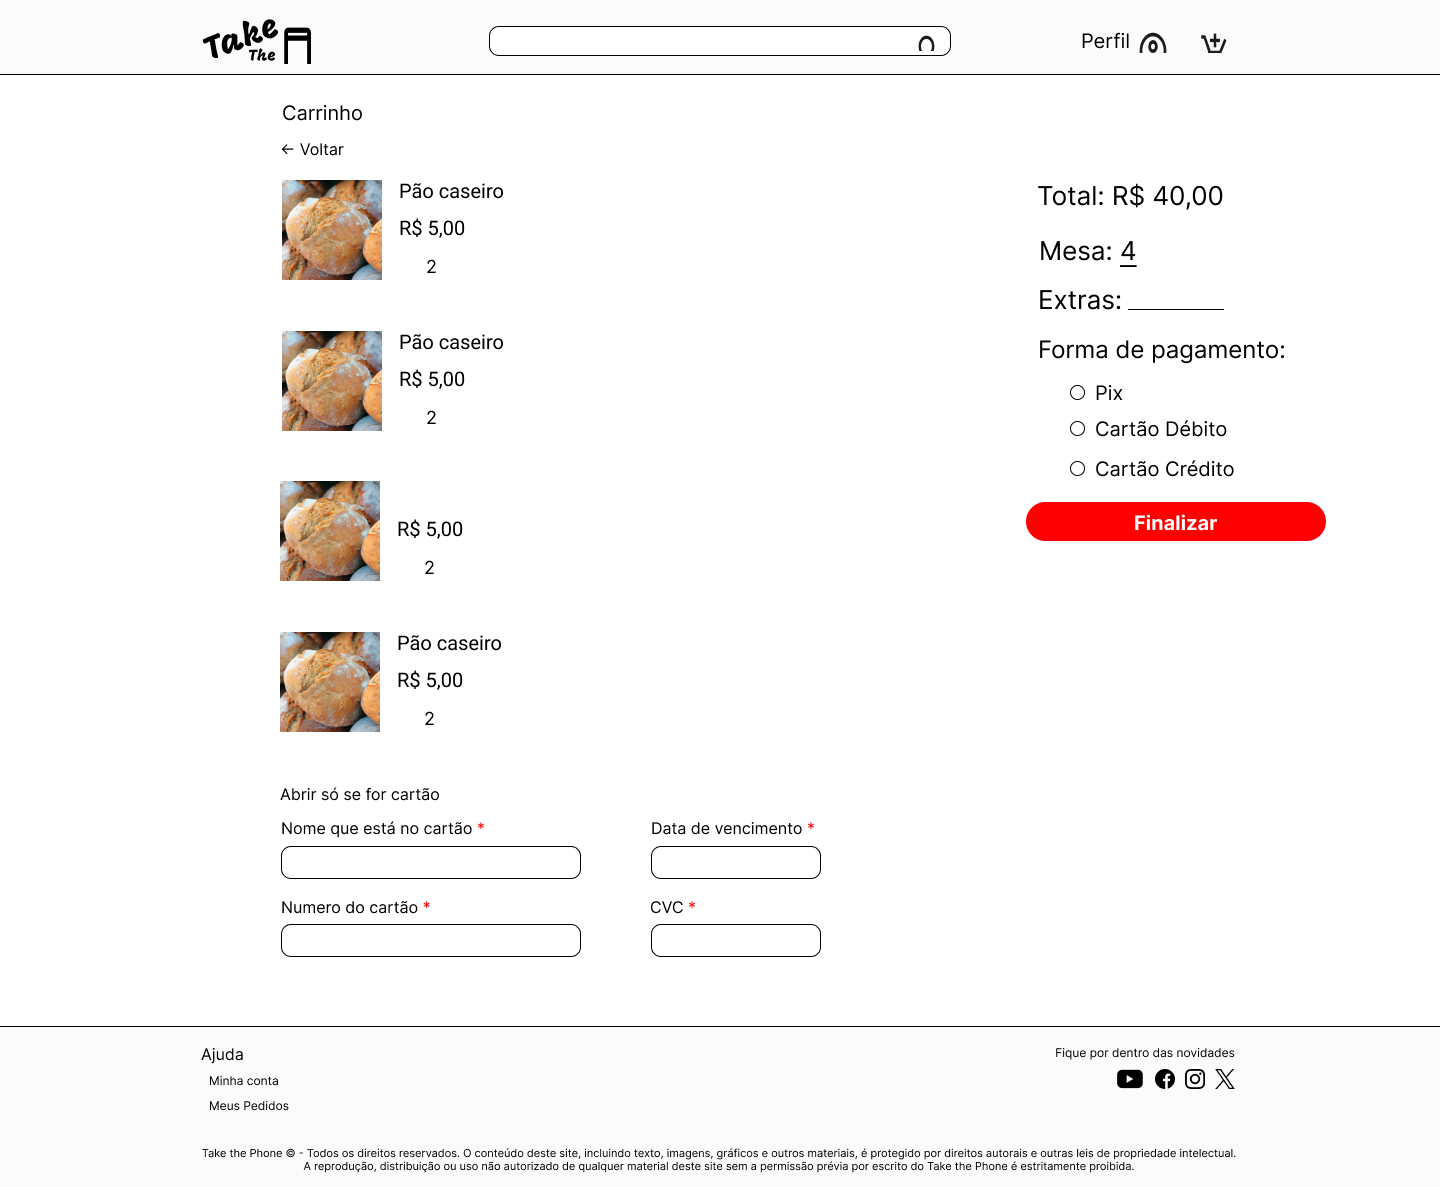 Take
The
Perfil
Carrinho
← Voltar
Pão caseiro
R$ 5,00
2
Pão caseiro
R$ 5,00
2
R$ 5,00
2
Pão caseiro
R$ 5,00
2
Total: R$ 40,00
Mesa: 4
Extras: ________
Forma de pagamento:
Pix
Cartão Débito
Cartão Crédito
Finalizar
Abrir só se for cartão
Nome que está no cartão *
Data de vencimento *
Numero do cartão *
CVC *
Ajuda
Minha conta
Meus Pedidos
Fique por dentro das novidades
Take the Phone © - Todos os direitos reservados. O conteúdo deste site, incluindo texto, imagens, gráficos e outros materiais, é protegido por direitos autorais e outras leis de propriedade intelectual.
A reprodução, distribuição ou uso não autorizado de qualquer material deste site sem a permissão prévia por escrito do Take the Phone é estritamente proibida.